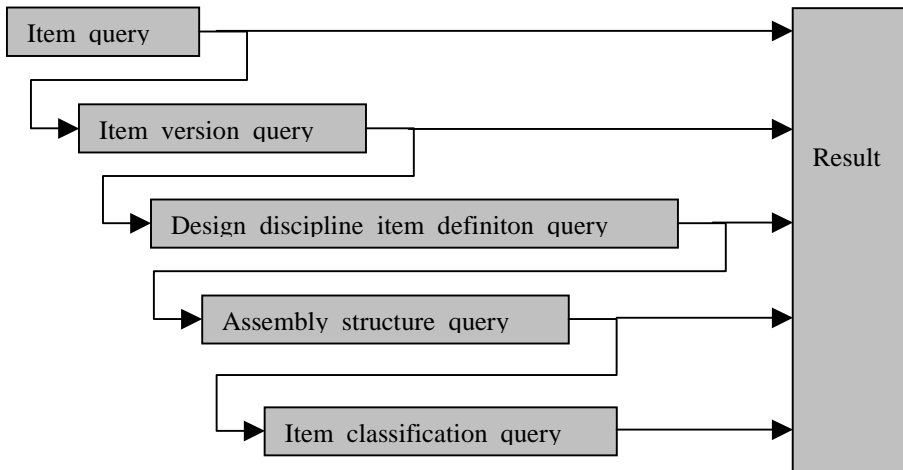 Item query
Item version query
Result
Design discipline item definiton query
Assembly structure query
Item classification query